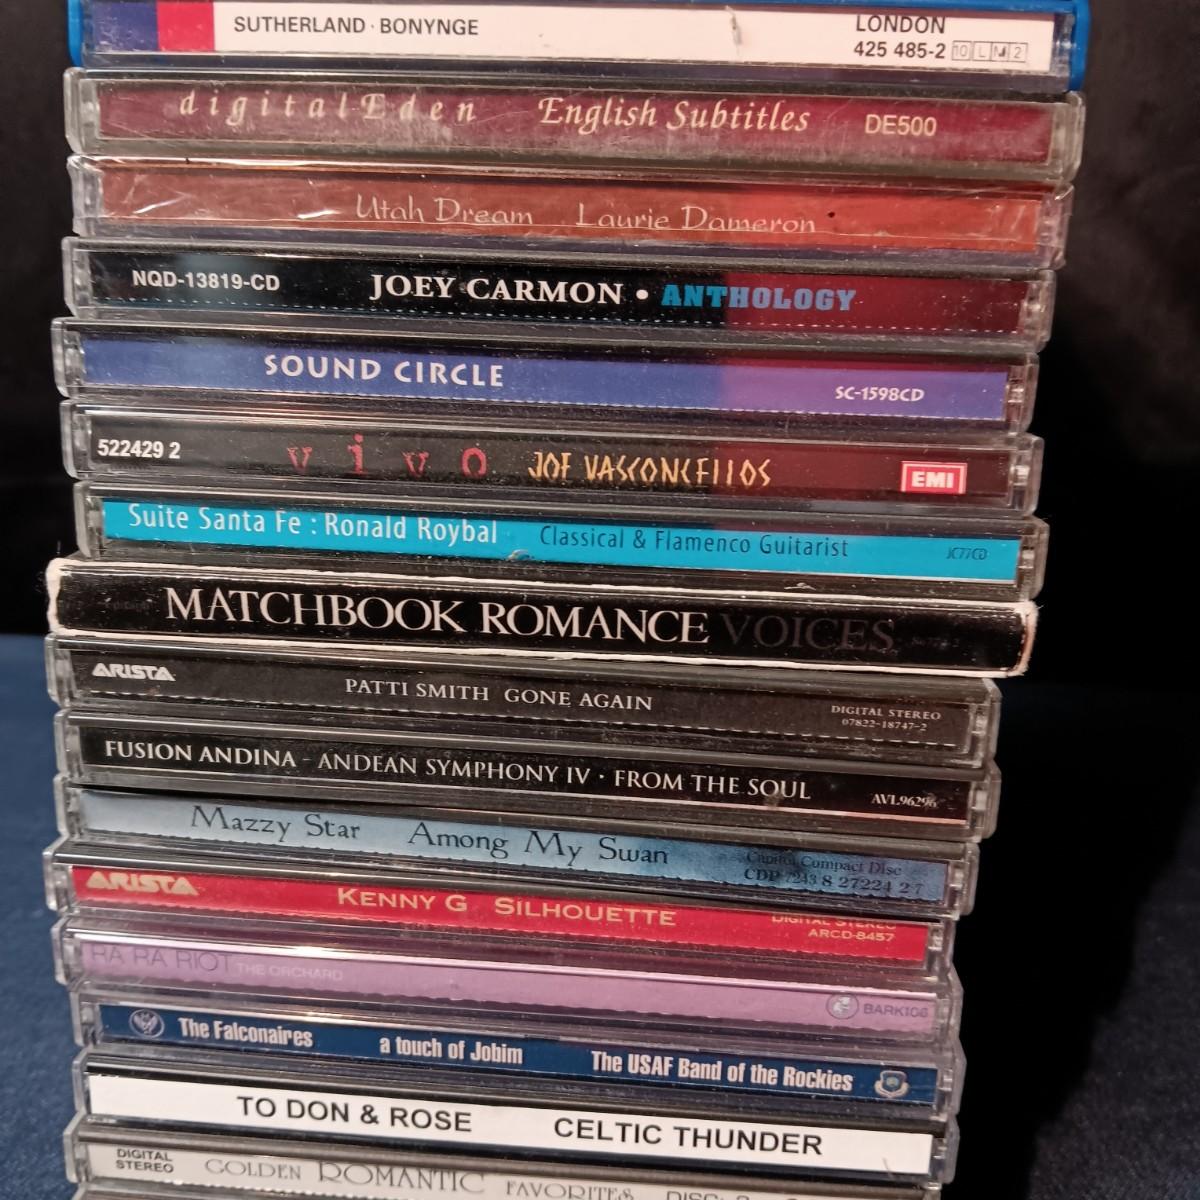 SUTHERLAND · BONYNGE LONDON
425 485-2 10 L M 2
digitalEden English Subtitles DE500
Utah Dream Laurie Dameron
NQD-13819-CD JOEY CARMON • ANTHOLOGY
SOUND CIRCLE SC-1598CD
522429 2 vivo JOE VASCONCELLOS EMI
Suite Santa Fe : Ronald Roybal Classical & Flamenco Guitarist JC77CD
MATCHBOOK ROMANCE VOICES
ARISTA PATTI SMITH GONE AGAIN DIGITAL STEREO
07822-18747-2
FUSION ANDINA - ANDEAN SYMPHONY IV · FROM THE SOUL AVL96296
Mazzy Star Among My Swan Capitol Compact Disc
CDP 7243 8 27224 2 7
ARISTA KENNY G SILHOUETTE DIGITAL STEREO
ARCD-8457
RA RA RIOT THE ORCHARD BARK106
The Falconaires a touch of Jobim The USAF Band of the Rockies
TO DON & ROSE CELTIC THUNDER
DIGITAL
STEREO GOLDEN ROMANTIC FAVORITES DISC: